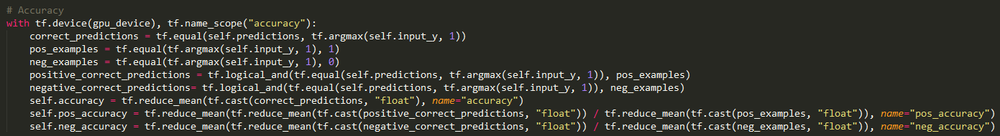 # Accuracy
with tf.device(gpu_device), tf.name_scope("accuracy"):
    correct_predictions = tf.equal(self.predictions, tf.argmax(self.input_y, 1))
    pos_examples = tf.equal(tf.argmax(self.input_y, 1), 1)
    neg_examples = tf.equal(tf.argmax(self.input_y, 1), 0)
    positive_correct_predictions = tf.logical_and(tf.equal(self.predictions, tf.argmax(self.input_y, 1)), pos_examples)
    negative_correct_predictions= tf.logical_and(tf.equal(self.predictions, tf.argmax(self.input_y, 1)), neg_examples)
    self.accuracy = tf.reduce_mean(tf.cast(correct_predictions, "float"), name="accuracy")
    self.pos_accuracy = tf.reduce_mean(tf.reduce_mean(tf.cast(positive_correct_predictions, "float")) / tf.reduce_mean(tf.cast(pos_examples, "float")), name="pos_accuracy")
    self.neg_accuracy = tf.reduce_mean(tf.reduce_mean(tf.cast(negative_correct_predictions, "float")) / tf.reduce_mean(tf.cast(neg_examples, "float")), name="neg_accuracy")